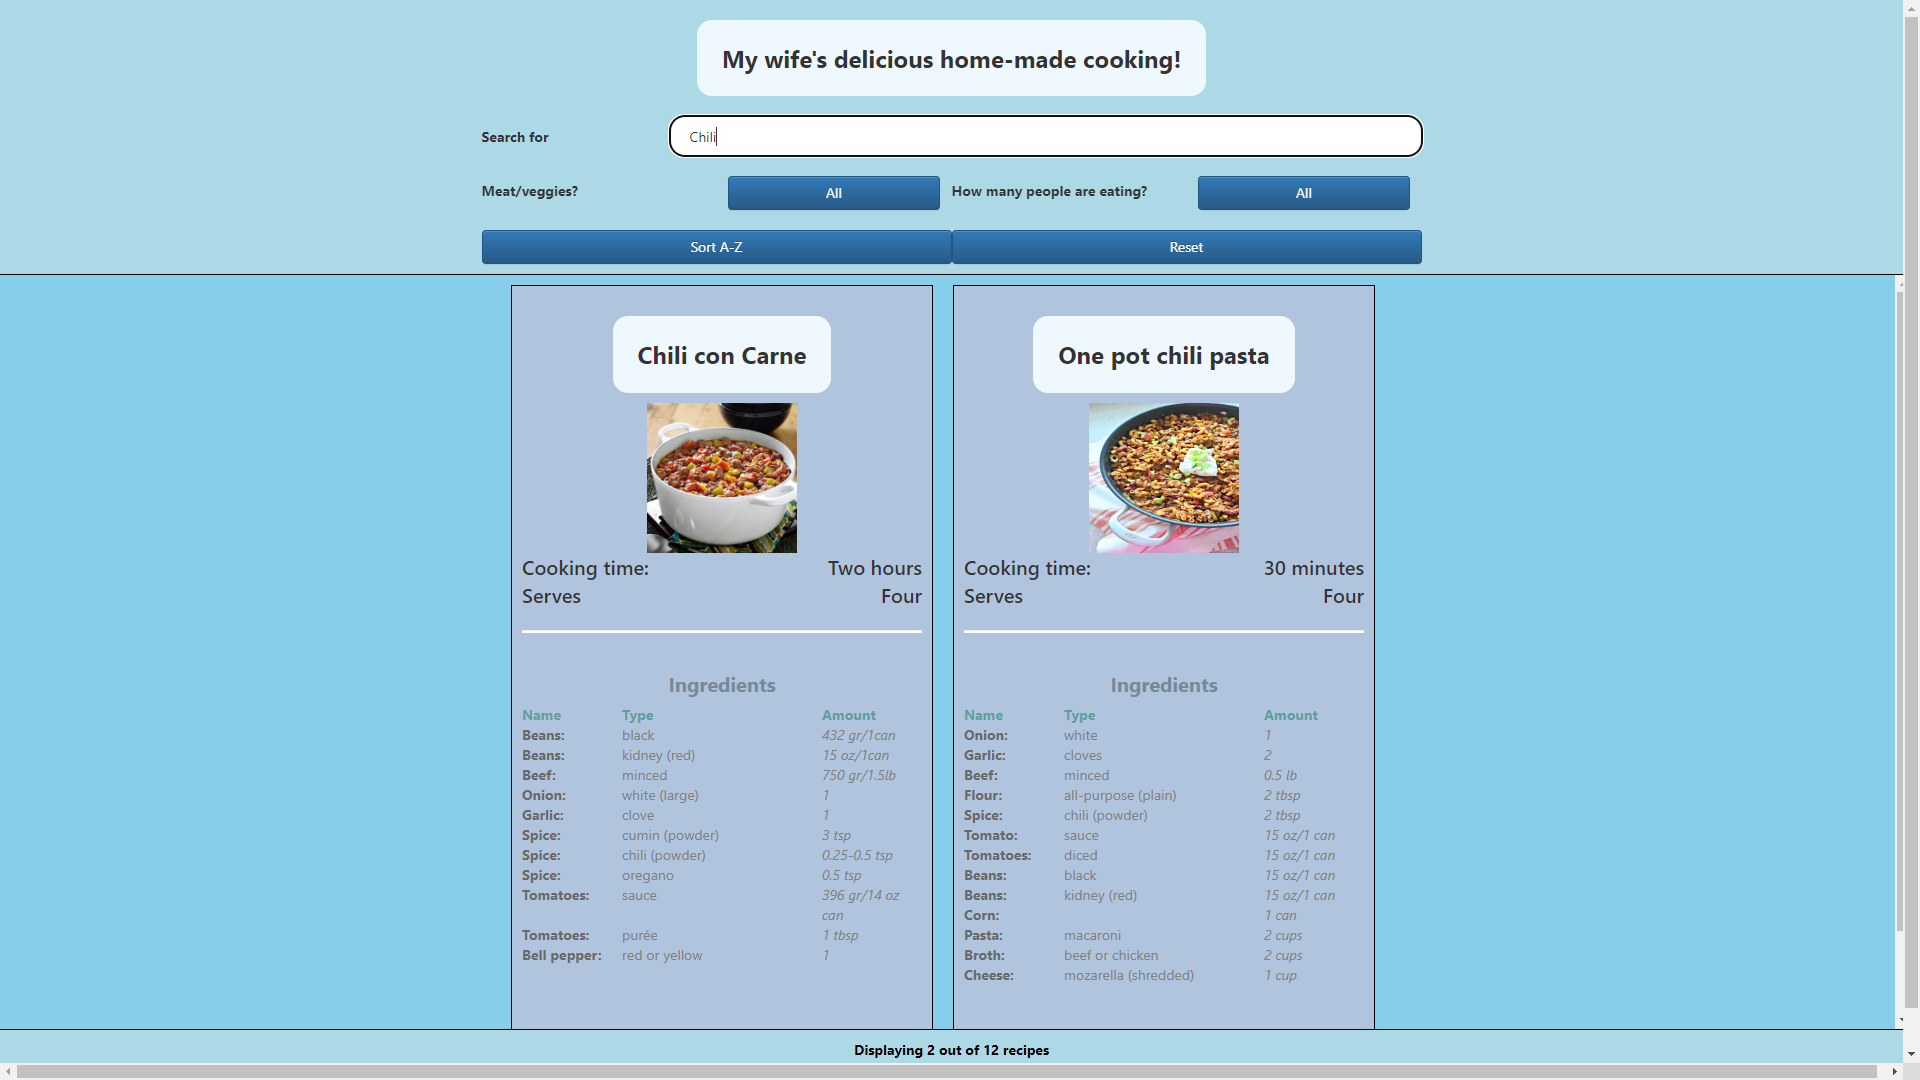 My wife's delicious home-made cooking!
Search for
Chili
Meat/veggies?
All
How many people are eating?
All
Sort A-Z
Reset
Chili con Carne
Cooking time: Two hours
Serves Four
Ingredients
Name Type Amount
Beans: black 432 gr/1can
Beans: kidney (red) 15 oz/1can
Beef: minced 750 gr/1.5lb
Onion: white (large) 1
Garlic: clove 1
Spice: cumin (powder) 3 tsp
Spice: chili (powder) 0.25-0.5 tsp
Spice: oregano 0.5 tsp
Tomatoes: sauce 396 gr/14 oz
can
Tomatoes: purée 1 tbsp
Bell pepper: red or yellow 1
One pot chili pasta
Cooking time: 30 minutes
Serves Four
Ingredients
Name Type Amount
Onion: white 1
Garlic: cloves 2
Beef: minced 0.5 lb
Flour: all-purpose (plain) 2 tbsp
Spice: chili (powder) 2 tbsp
Tomato: sauce 15 oz/1 can
Tomatoes: diced 15 oz/1 can
Beans: black 15 oz/1 can
Beans: kidney (red) 15 oz/1 can
Corn: 1 can
Pasta: macaroni 2 cups
Broth: beef or chicken 2 cups
Cheese: mozarella (shredded) 1 cup
Displaying 2 out of 12 recipes